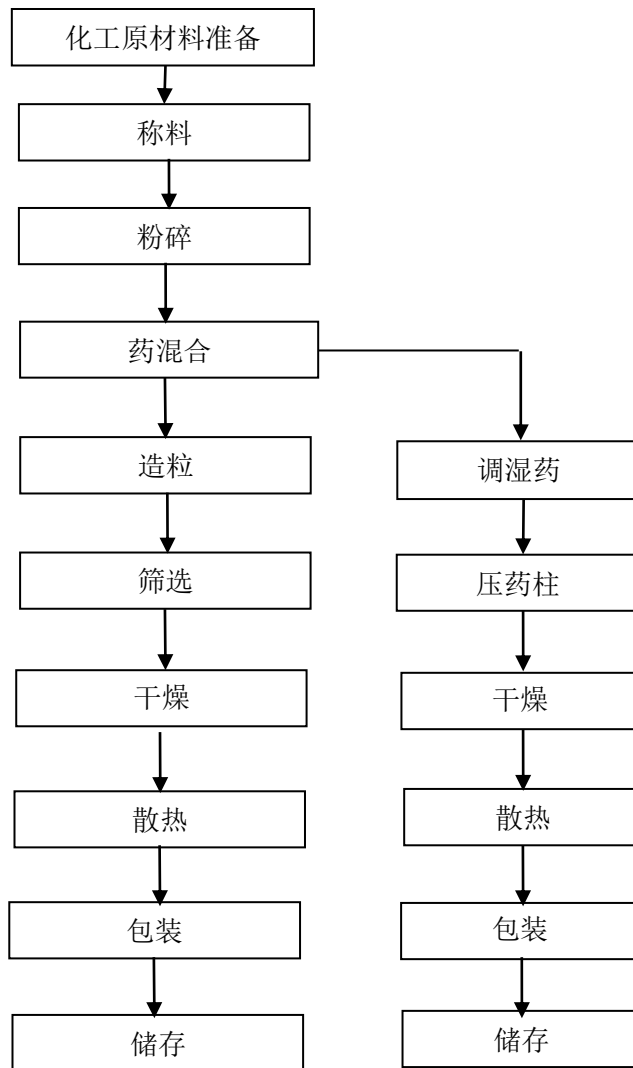 化工原材料准备
称料
粉碎
药混合
造粒
筛选
干燥
散热
包装
储存
调湿药
压药柱
干燥
散热
包装
储存